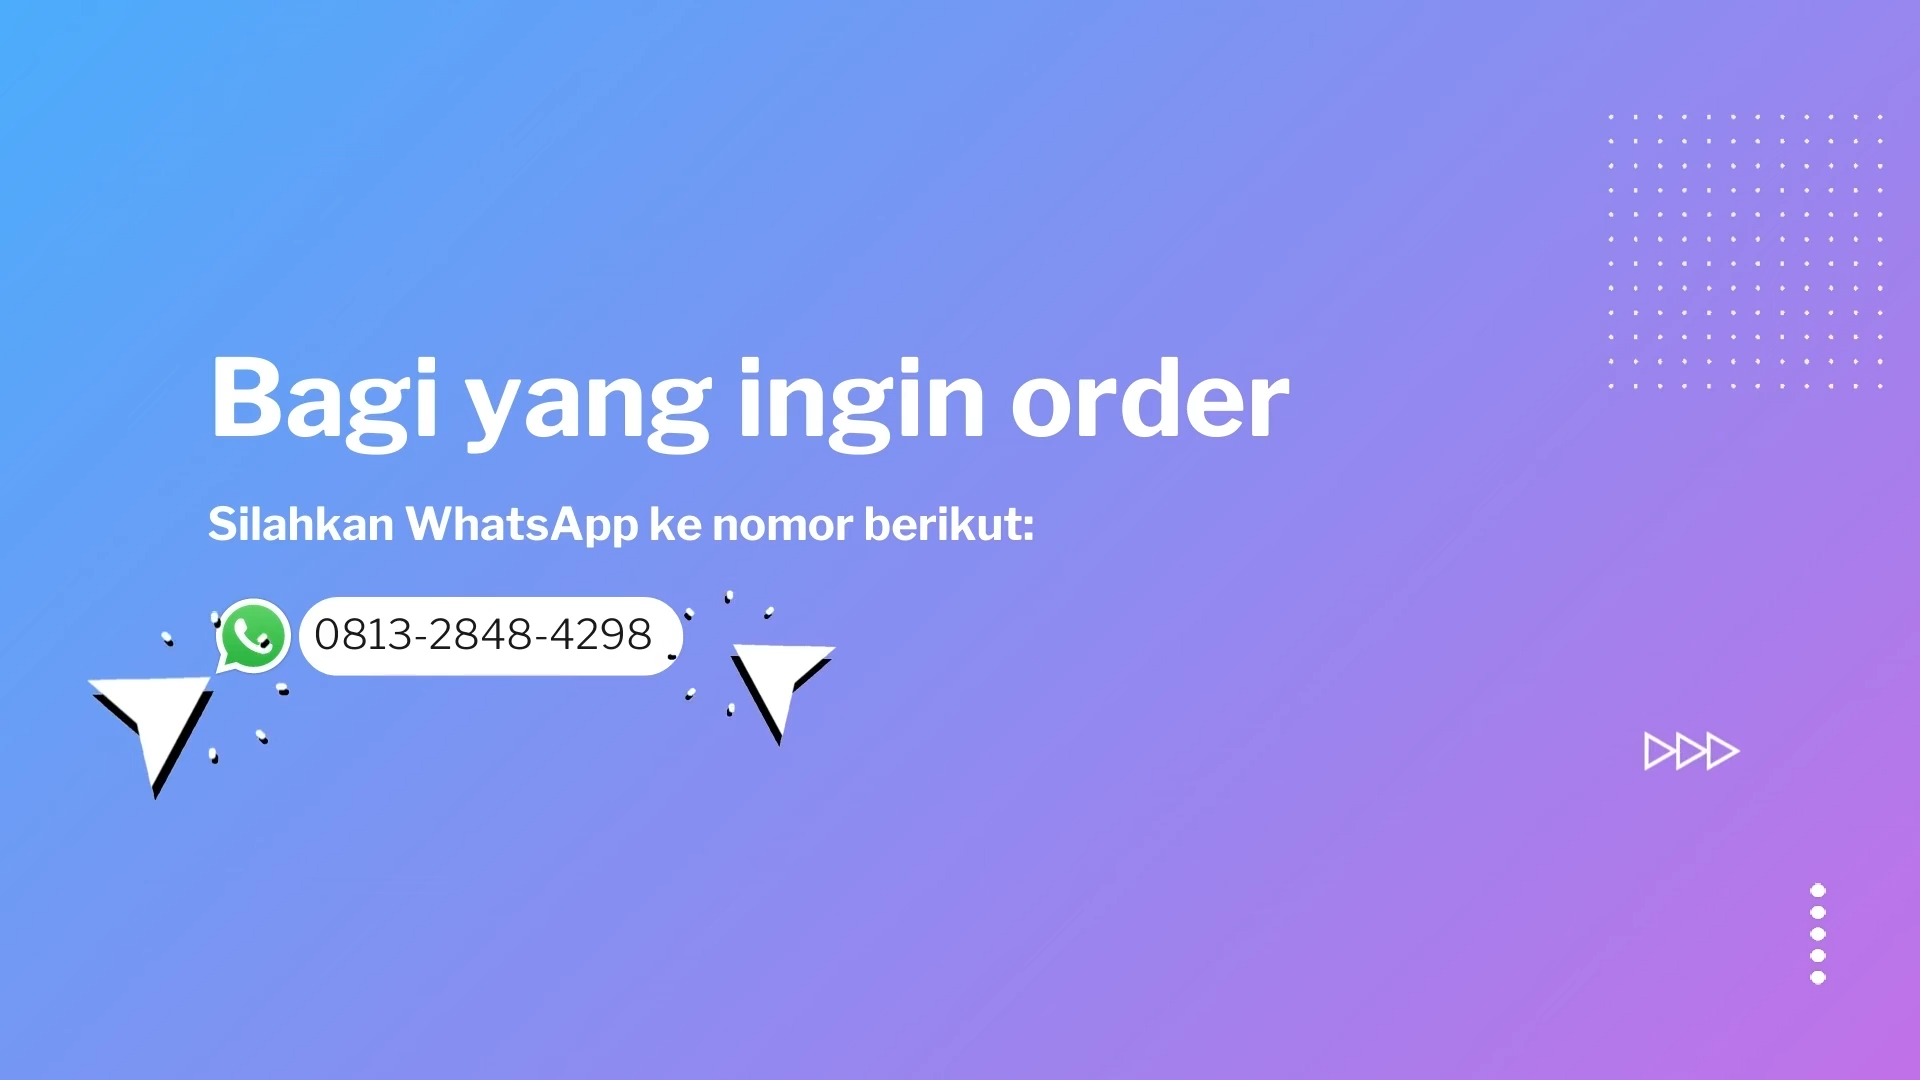 Bagi yang ingin order
Silahkan WhatsApp ke nomor berikut:
0813-2848-4298